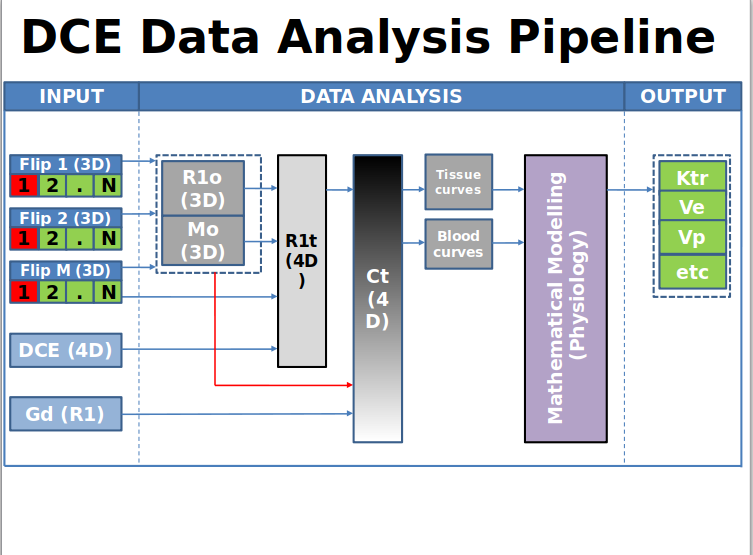 DCE Data Analysis Pipeline
INPUT
DATA ANALYSIS
OUTPUT
Flip 1 (3D)
1 2 . N
Flip 2 (3D)
1 2 . N
Flip M (3D)
1 2 . N
DCE (4D)
Gd (R1)
R1o
(3D)
Mo
(3D)
R1t
(4D
)
Ct
(4
D)
Tissue
curves
Blood
curves
Mathematical Modelling
(Physiology)
Ktr
Ve
Vp
etc